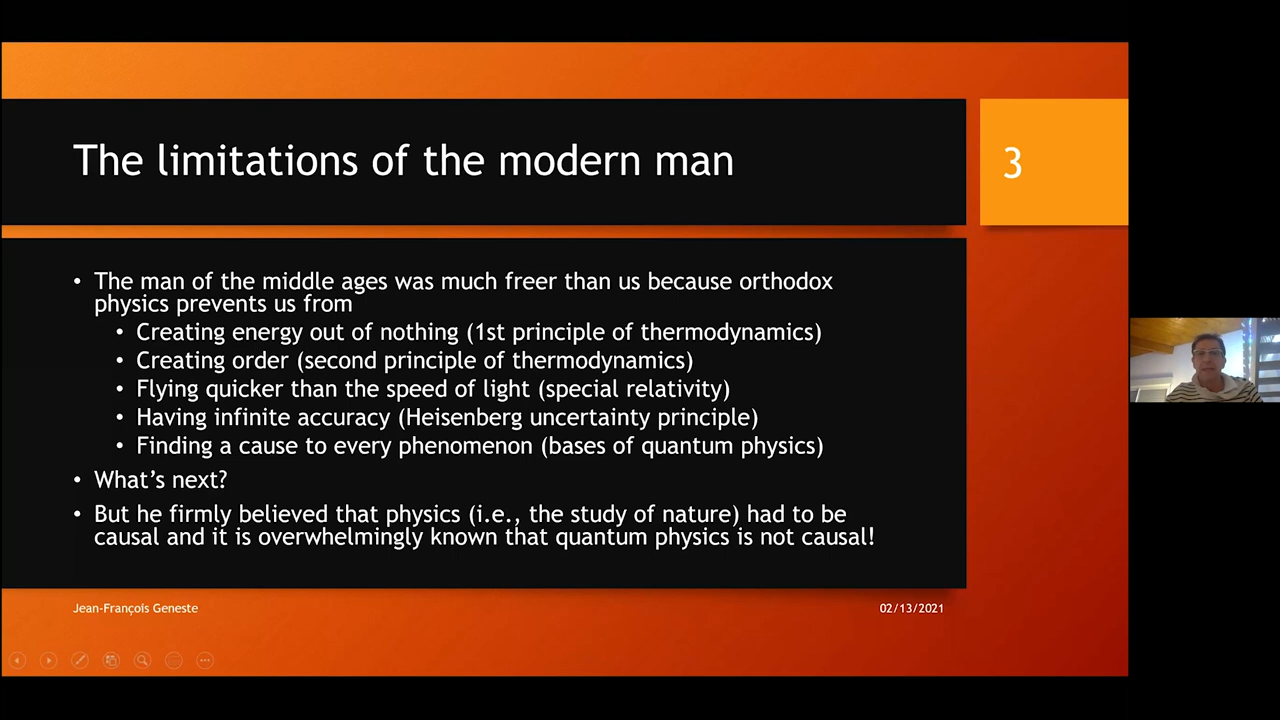 The limitations of the modern man
3
• The man of the middle ages was much freer than us because orthodox
physics prevents us from
• Creating energy out of nothing (1st principle of thermodynamics)
• Creating order (second principle of thermodynamics)
• Flying quicker than the speed of light (special relativity)
• Having infinite accuracy (Heisenberg uncertainty principle)
• Finding a cause to every phenomenon (bases of quantum physics)
• What's next?
• But he firmly believed that physics (i.e., the study of nature) had to be
causal and it is overwhelmingly known that quantum physics is not causal!
Jean-François Geneste
02/13/2021